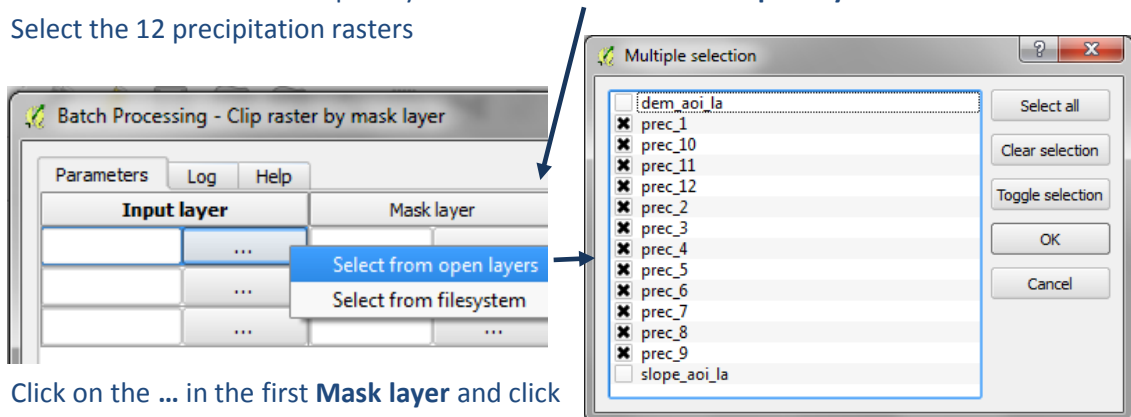 Select the 12 precipitation rasters
Batch Processing - Clip raster by mask layer
Parameters Log Help
Input layer Mask layer
...
Select from open layers
...
Select from filesystem
... ...
Click on the … in the first Mask layer and click
Multiple selection
dem_aoi_la
prec_1
prec_10
prec_11
prec_12
prec_2
prec_3
prec_4
prec_5
prec_6
prec_7
prec_8
prec_9
slope_aoi_la
Select all
Clear selection
Toggle selection
OK
Cancel